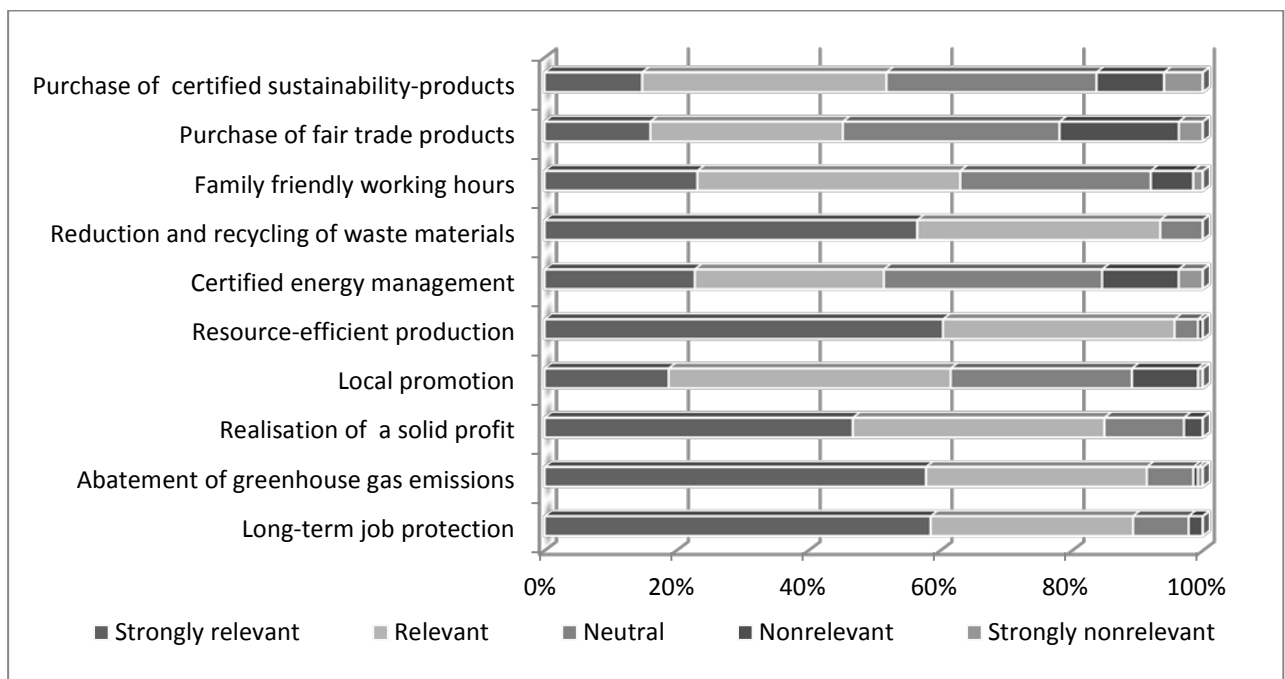 Purchase of certified sustainability-products
Purchase of fair trade products
Family friendly working hours
Reduction and recycling of waste materials
Certified energy management
Resource-efficient production
Local promotion
Realisation of a solid profit
Abatement of greenhouse gas emissions
Long-term job protection
0% 20% 40% 60% 80% 100%
Strongly relevant Relevant Neutral Nonrelevant Strongly nonrelevant